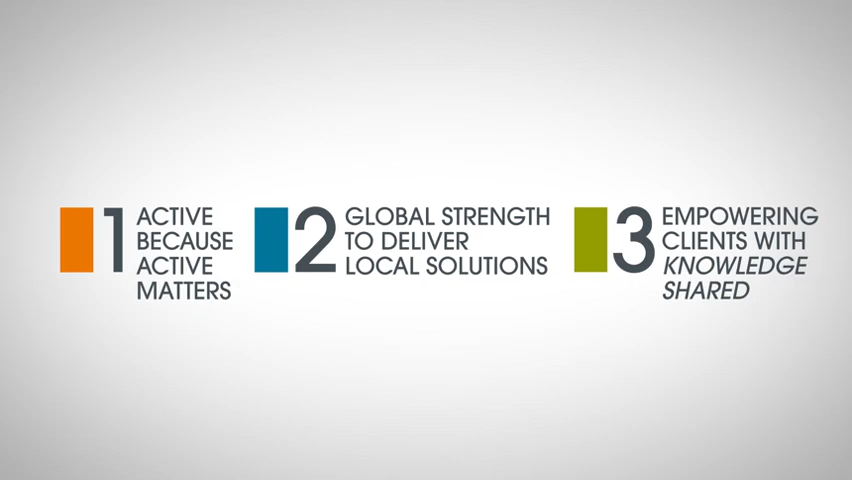 1 ACTIVE
BECAUSE
ACTIVE
MATTERS
2 GLOBAL STRENGTH
TO DELIVER
LOCAL SOLUTIONS
3 EMPOWERING
CLIENTS WITH
KNOWLEDGE
SHARED